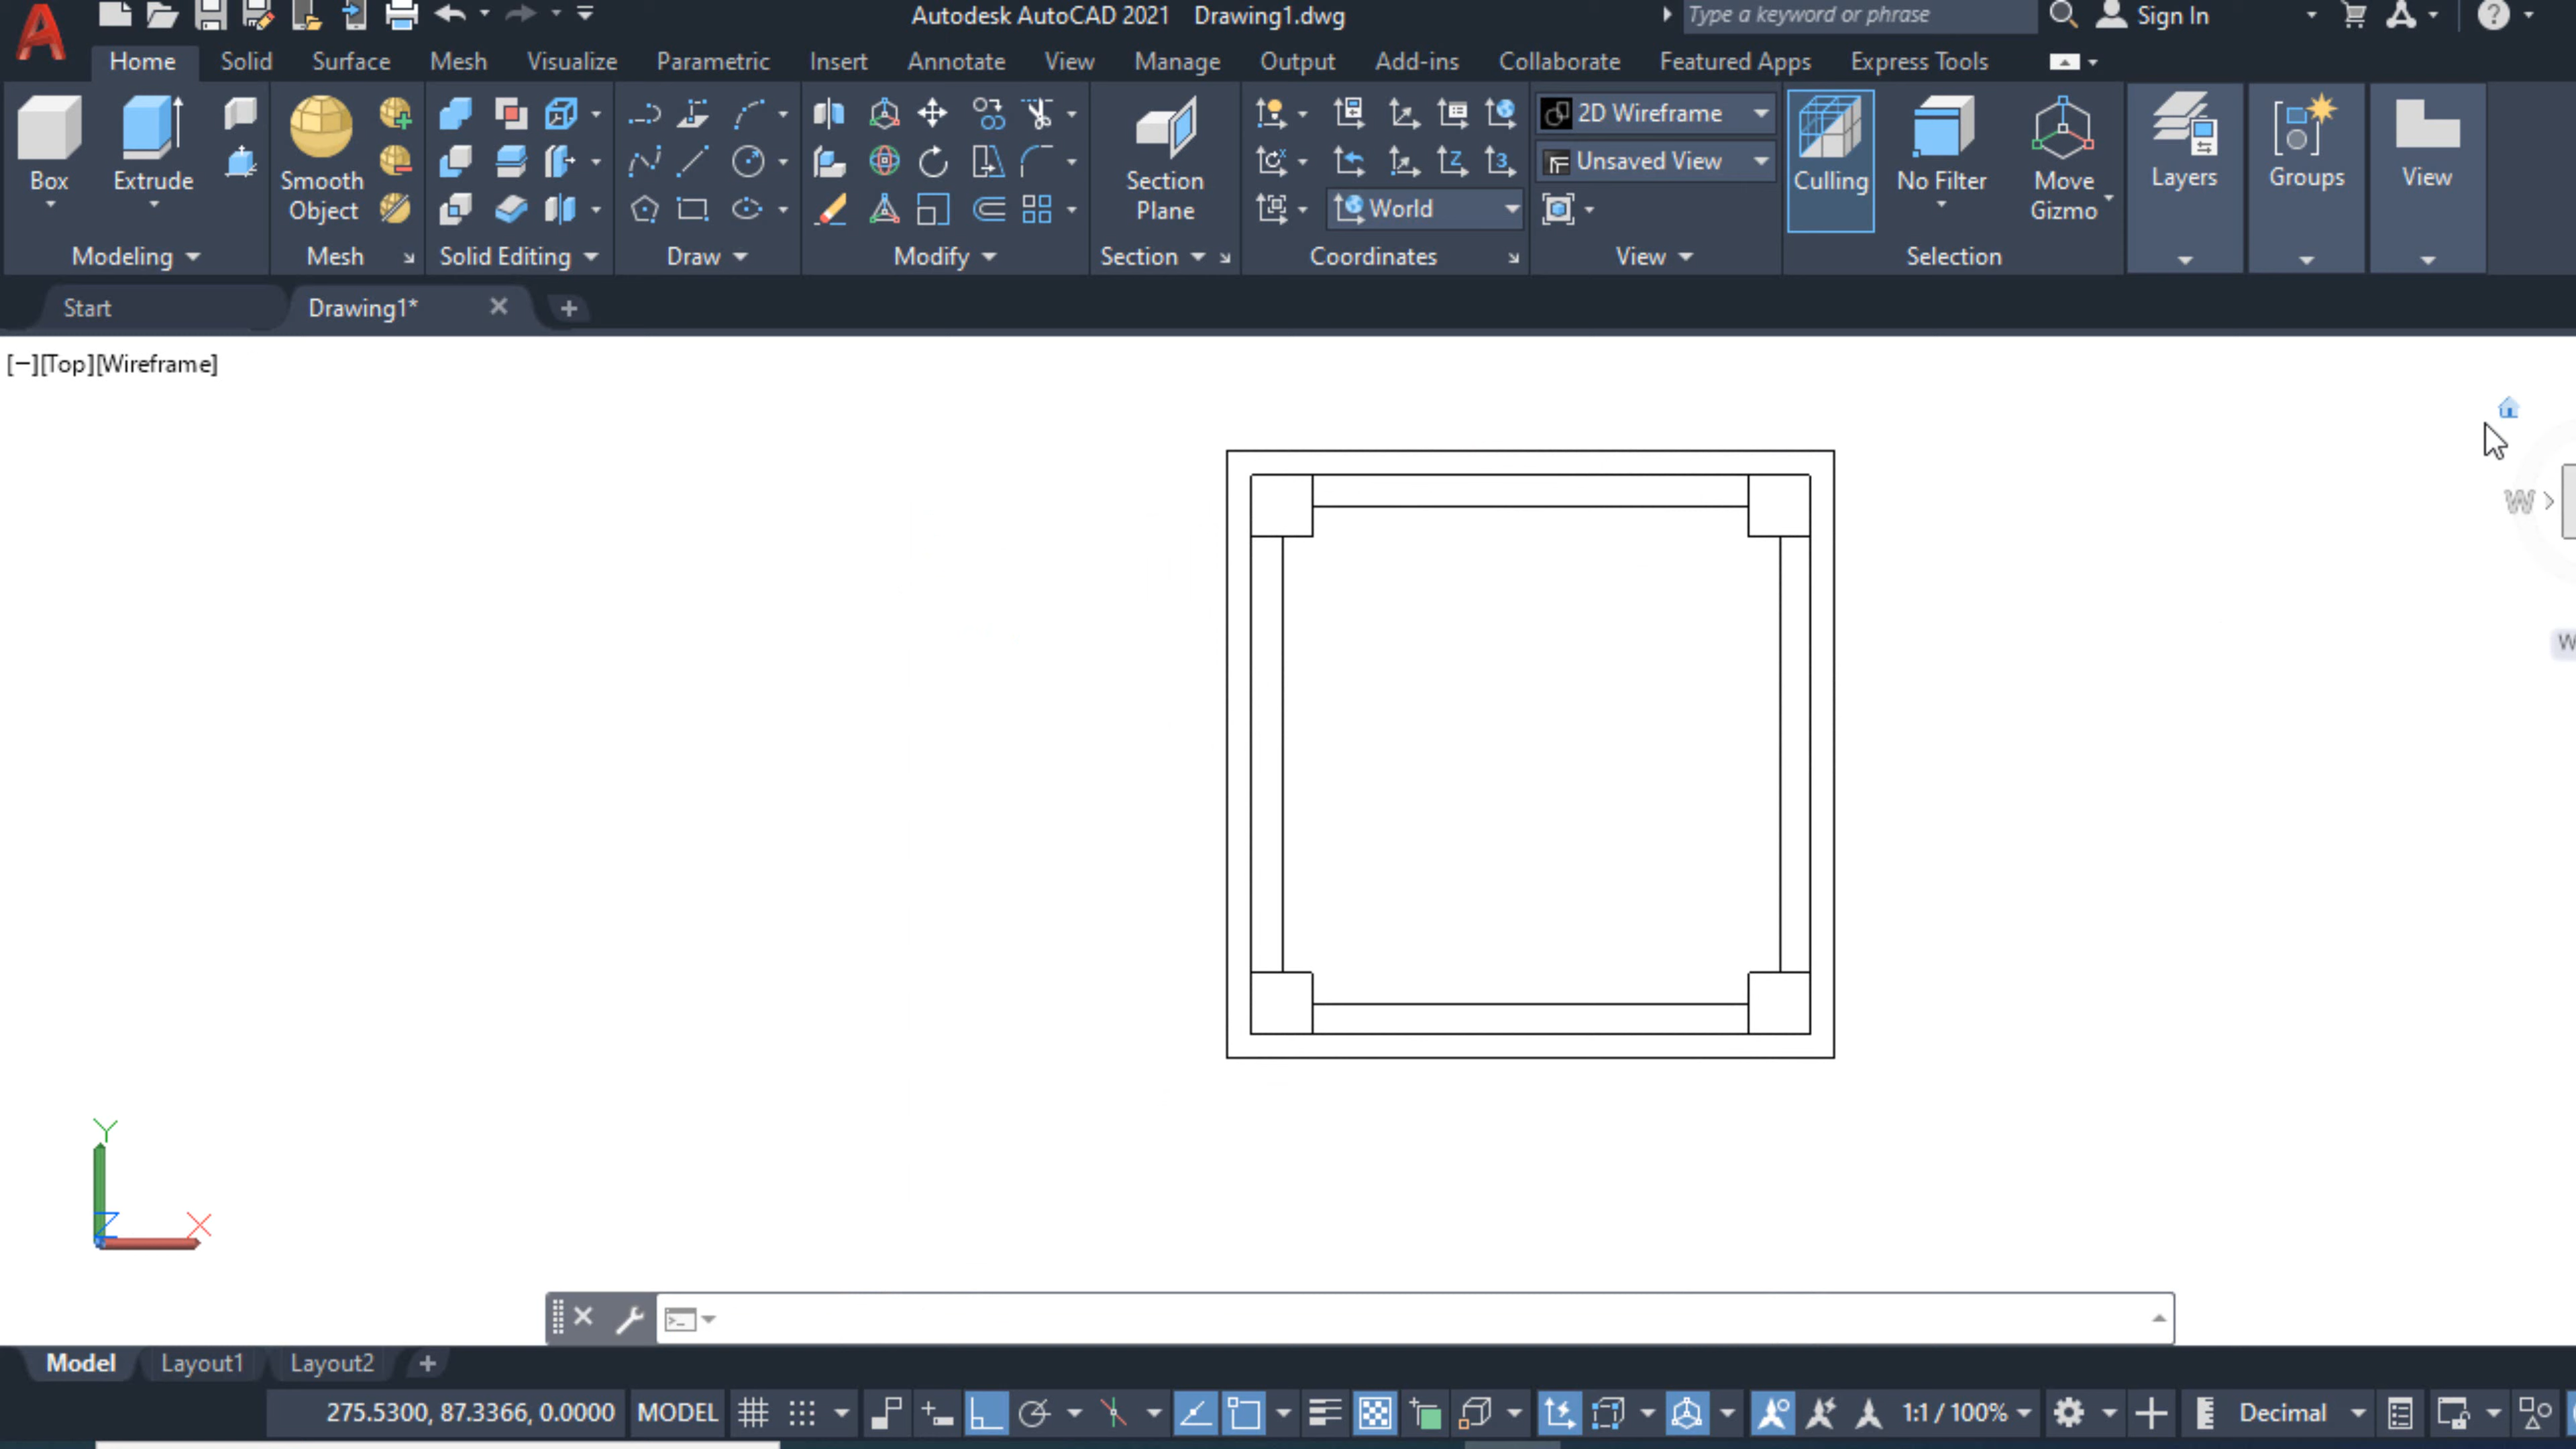 Autodesk AutoCAD 2021 Drawing1.dwg
Type a keyword or phrase
Sign In
Home Solid Surface Mesh Visualize Parametric Insert Annotate View Manage Output Add-ins Collaborate Featured Apps Express Tools
Box
Extrude
Smooth
Object
Section
Plane
World
2D Wireframe
Unsaved View
Culling
No Filter
Move
Gizmo
Layers
Groups
View
Modeling Mesh Solid Editing Draw Modify Section Coordinates View Selection
Start Drawing1*
[−][Top][Wireframe]
W
W
Y
Z X
Model Layout1 Layout2
275.5300, 87.3366, 0.0000 MODEL 1:1 / 100% Decimal